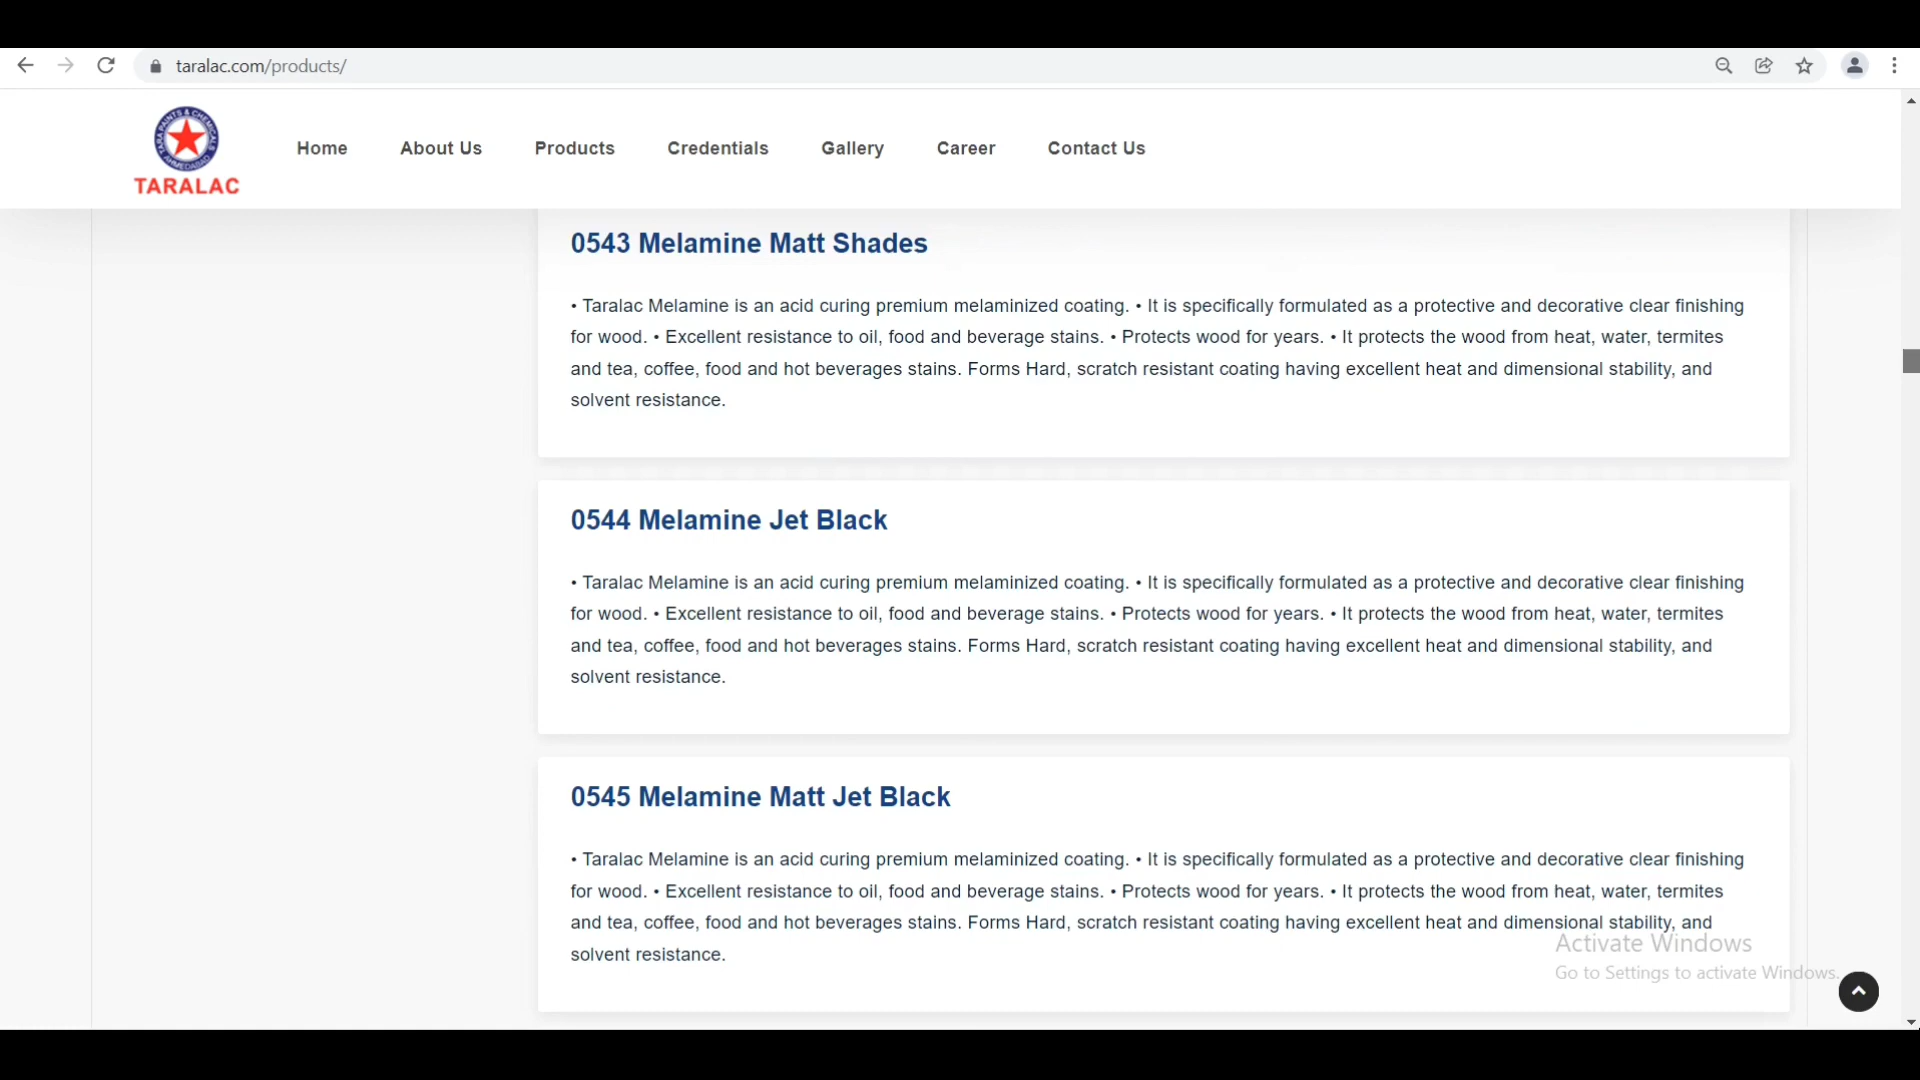 taralac.com/products/
TARA PAINTS & CHEMICALS
AHMEDABAD
TARALAC
Home
About Us
Products
Credentials
Gallery
Career
Contact Us
0543 Melamine Matt Shades
• Taralac Melamine is an acid curing premium melaminized coating. • It is specifically formulated as a protective and decorative clear finishing
for wood. • Excellent resistance to oil, food and beverage stains. • Protects wood for years. • It protects the wood from heat, water, termites
and tea, coffee, food and hot beverages stains. Forms Hard, scratch resistant coating having excellent heat and dimensional stability, and
solvent resistance.
0544 Melamine Jet Black
• Taralac Melamine is an acid curing premium melaminized coating. • It is specifically formulated as a protective and decorative clear finishing
for wood. • Excellent resistance to oil, food and beverage stains. • Protects wood for years. • It protects the wood from heat, water, termites
and tea, coffee, food and hot beverages stains. Forms Hard, scratch resistant coating having excellent heat and dimensional stability, and
solvent resistance.
0545 Melamine Matt Jet Black
• Taralac Melamine is an acid curing premium melaminized coating. • It is specifically formulated as a protective and decorative clear finishing
for wood. • Excellent resistance to oil, food and beverage stains. • Protects wood for years. • It protects the wood from heat, water, termites
and tea, coffee, food and hot beverages stains. Forms Hard, scratch resistant coating having excellent heat and dimensional stability, and
solvent resistance.
Activate Windows
Go to Settings to activate Windows.